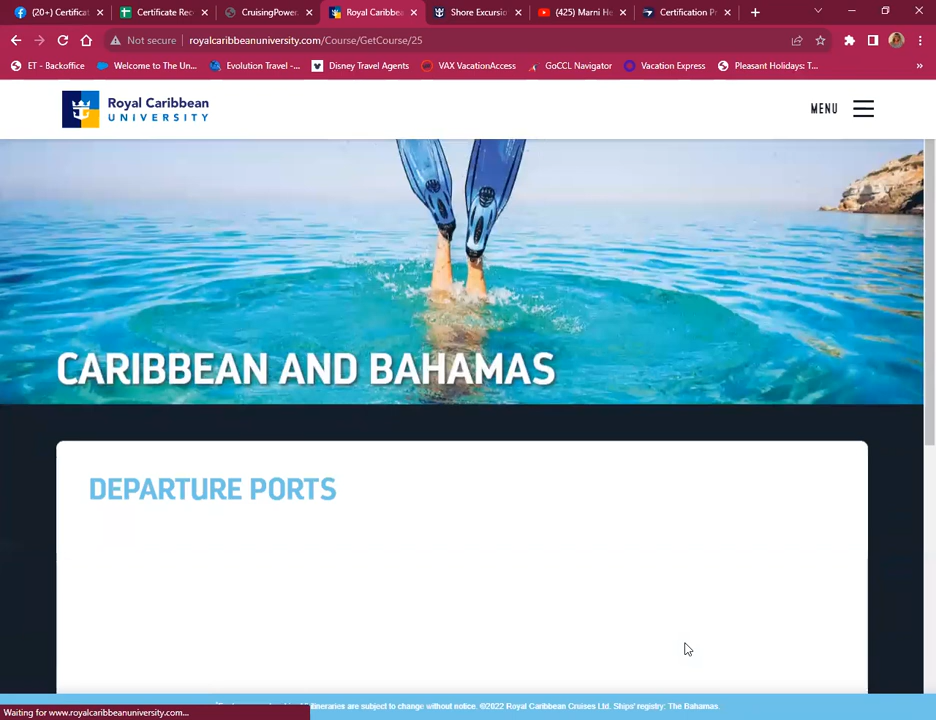 (20+) Certificat
Certificate Rec
CruisingPower.
Royal Caribbea
Shore Excursio
(425) Marni He
Certification Pr
Not secure
royalcaribbeanuniversity.com/Course/GetCourse/25
ET - Backoffice
Welcome to The Un...
Evolution Travel -...
Disney Travel Agents
VAX VacationAccess
GoCCL Navigator
Vacation Express
Pleasant Holidays: T...
»
Royal Caribbean
UNIVERSITY
MENU
CARIBBEAN AND BAHAMAS
DEPARTURE PORTS
itineraries are subject to change without notice. ©2022 Royal Caribbean Cruises Ltd. Ships' registry: The Bahamas.
Waiting for www.royalcaribbeanuniversity.com...